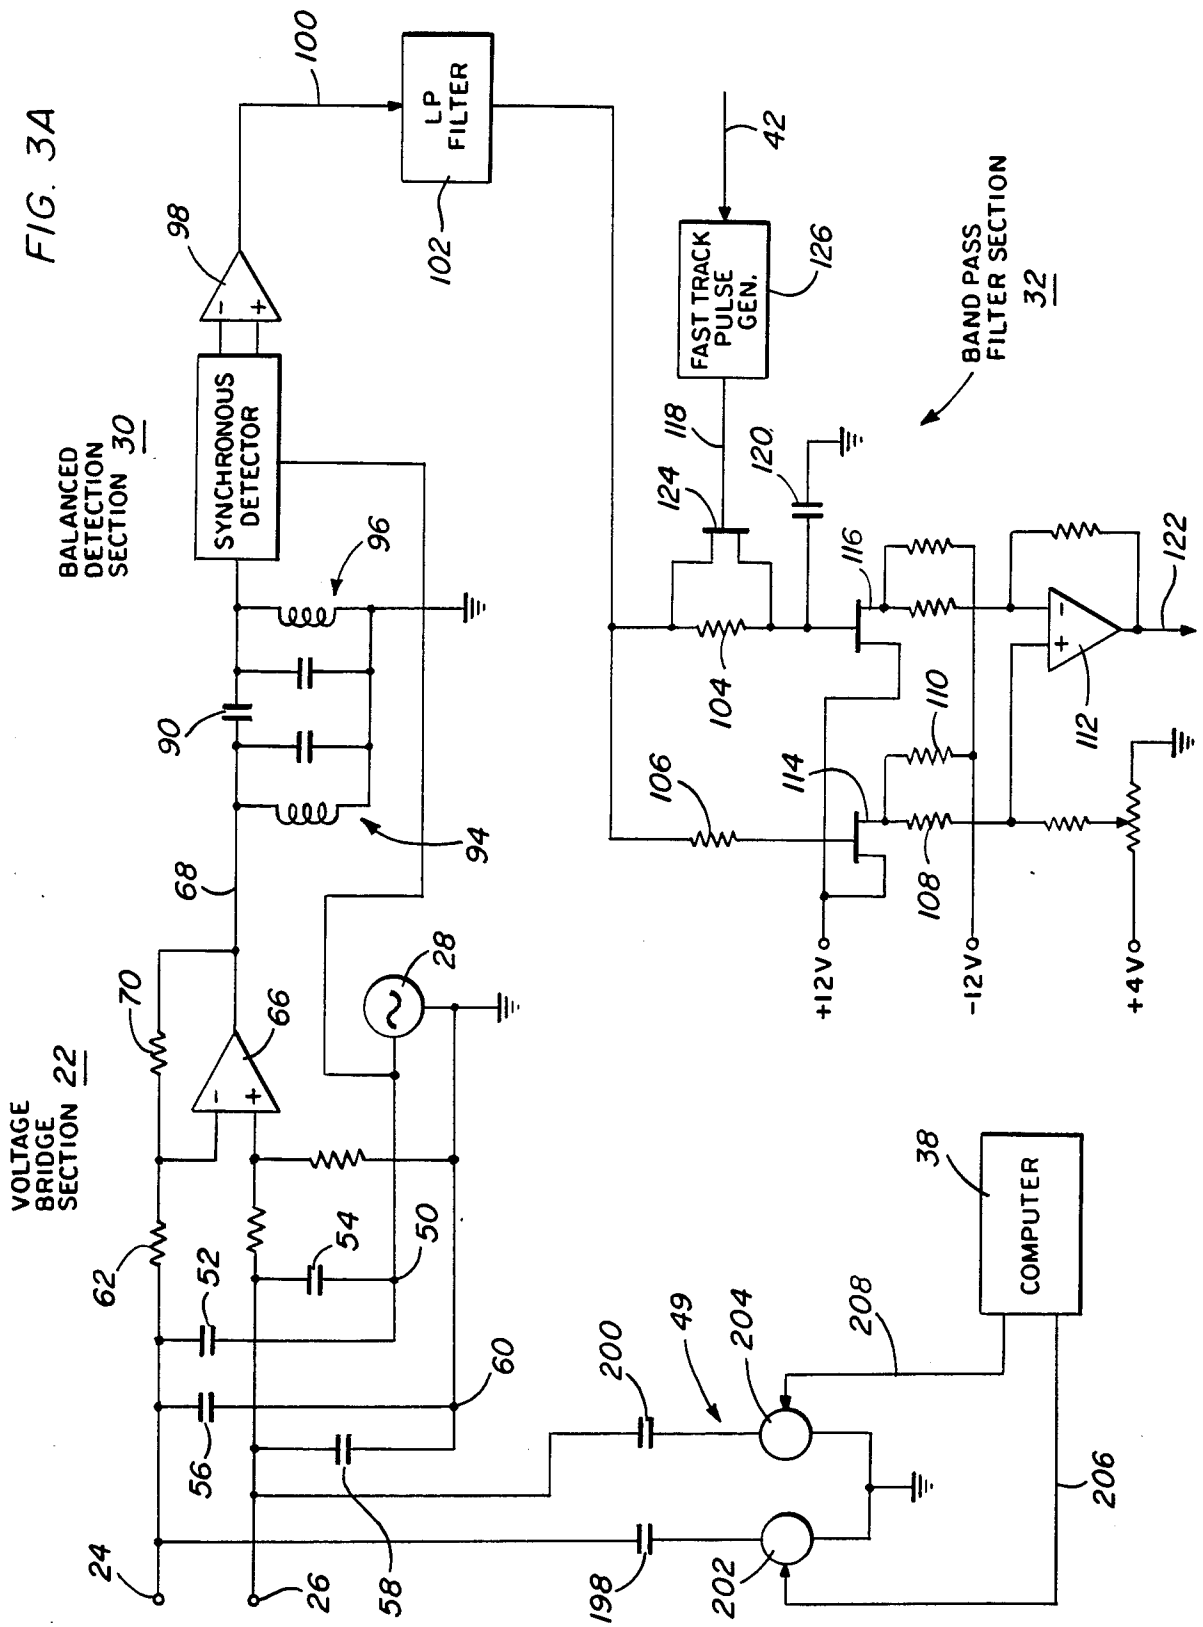 FIG. 3A
VOLTAGE
BRIDGE
SECTION 22
BALANCED
DETECTION
SECTION 30
24
26
62
52
56
58
54
50
60
70
66
28
68
90
94
96
SYNCHRONOUS
DETECTOR
98
-
+
-
+
100
LP
FILTER
102
198
200
49
202
204
206
208
38
COMPUTER
106
104
124
118
120
FAST TRACK
PULSE
GEN.
126
42
114
116
108
110
112
+
-
122
+12V
-12V
+4V
BAND PASS
FILTER SECTION
32